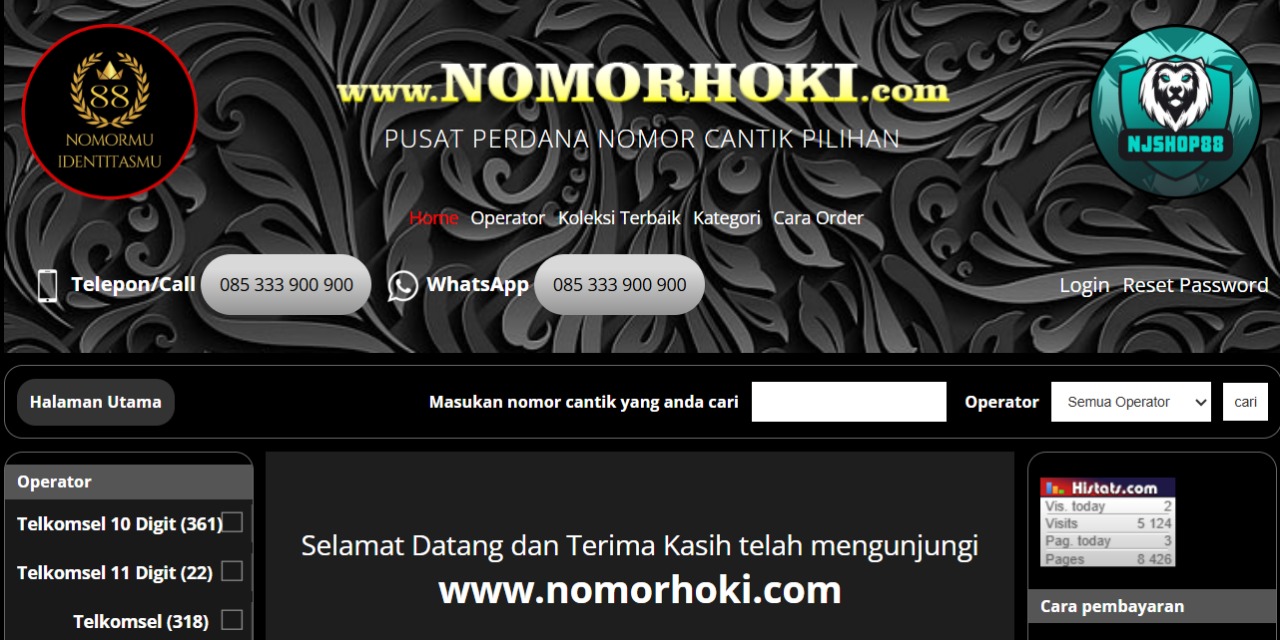 88
NOMORMU
IDENTITASMU
www.NOMORHOKI.com
PUSAT PERDANA NOMOR CANTIK PILIHAN
NJSHOP88
Home Operator Koleksi Terbaik Kategori Cara Order
Telepon/Call 085 333 900 900 WhatsApp 085 333 900 900 Login Reset Password
Halaman Utama Masukan nomor cantik yang anda cari Operator Semua Operator cari
Operator
Telkomsel 10 Digit (361)
Telkomsel 11 Digit (22)
Telkomsel (318)
Selamat Datang dan Terima Kasih telah mengunjungi
www.nomorhoki.com
Histats.com
Vis. today 2
Visits 5 124
Pag. today 3
Pages 8 426
Cara pembayaran